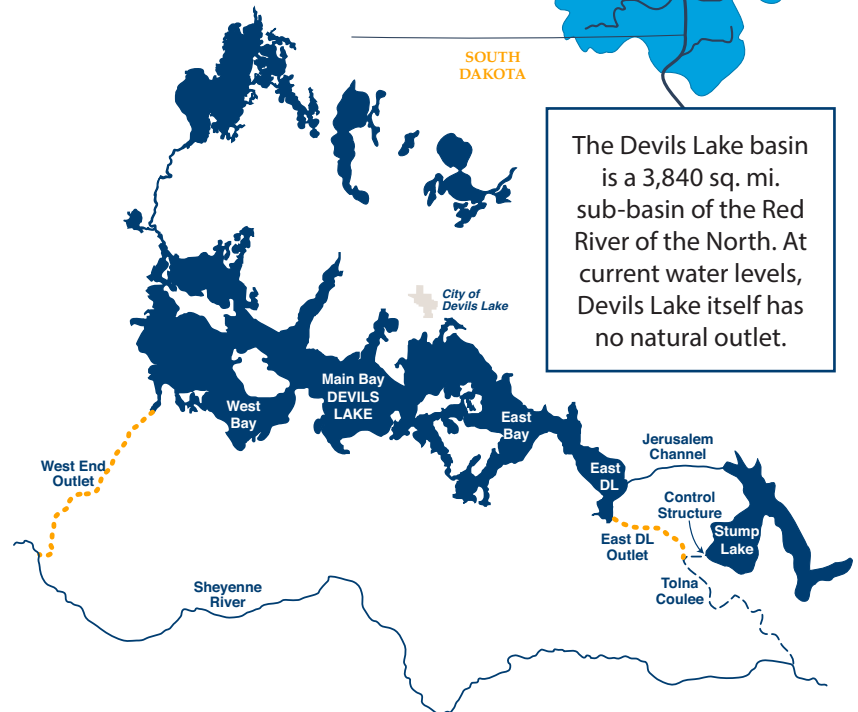 SOUTH
DAKOTA
The Devils Lake basin
is a 3,840 sq. mi.
sub-basin of the Red
River of the North. At
current water levels,
Devils Lake itself has
no natural outlet.
City of
Devils Lake
Main Bay
DEVILS
LAKE
West
Bay
East
Bay
Jerusalem
Channel
West End
Outlet
East
DL
Control
Structure
Stump
Lake
East DL
Outlet
Tolna
Coulee
Sheyenne
River